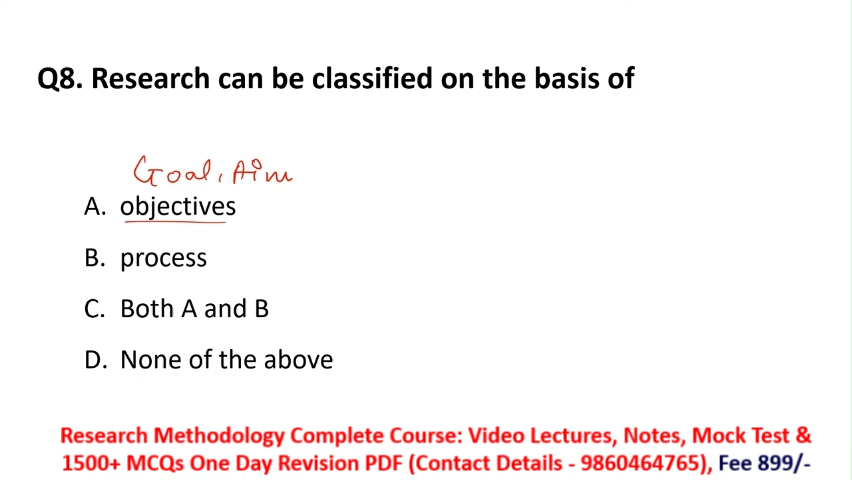 Q8. Research can be classified on the basis of
Goal, Aim
A. objectives
B. process
C. Both A and B
D. None of the above
Research Methodology Complete Course: Video Lectures, Notes, Mock Test &
1500+ MCQs One Day Revision PDF (Contact Details - 9860464765), Fee 899/-